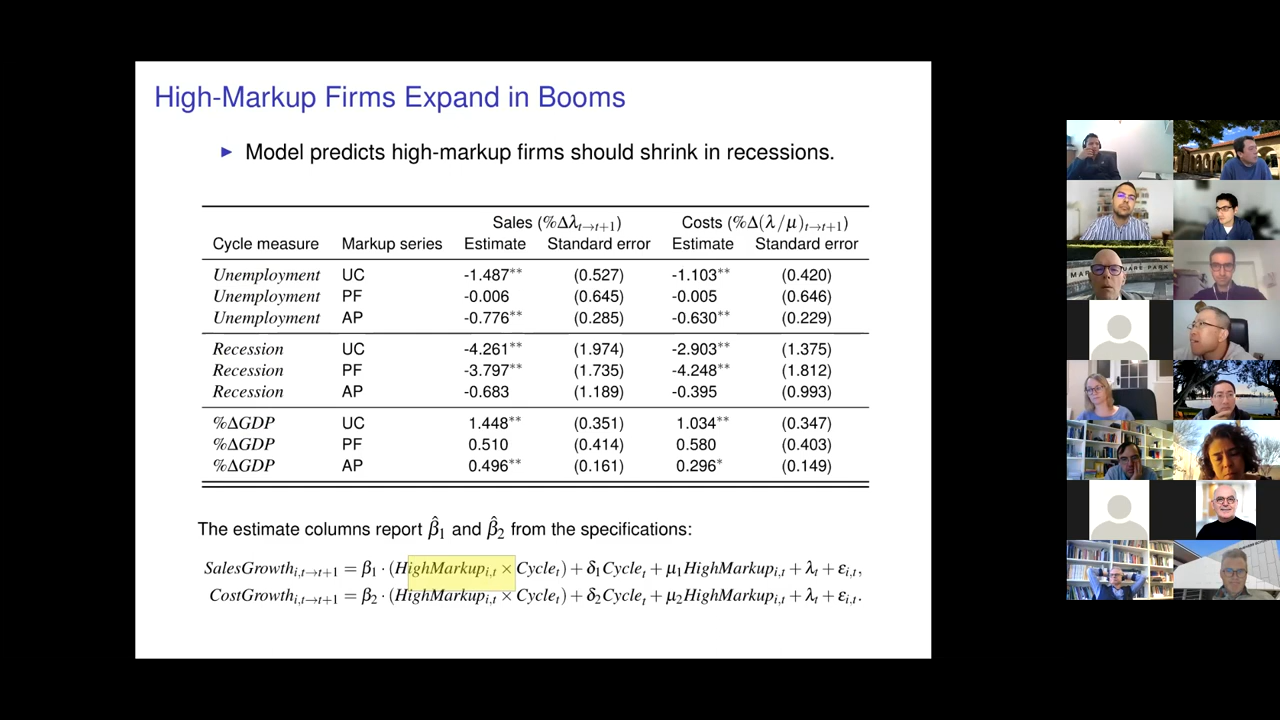 High-Markup Firms Expand in Booms
▶ Model predicts high-markup firms should shrink in recessions.
Sales (%Δλ_{t→t+1}) Costs (%Δ(λ/μ)_{t→t+1})
Cycle measure Markup series Estimate Standard error Estimate Standard error
Unemployment UC -1.487** (0.527) -1.103** (0.420)
Unemployment PF -0.006 (0.645) -0.005 (0.646)
Unemployment AP -0.776** (0.285) -0.630** (0.229)
Recession UC -4.261** (1.974) -2.903** (1.375)
Recession PF -3.797** (1.735) -4.248** (1.812)
Recession AP -0.683 (1.189) -0.395 (0.993)
%ΔGDP UC 1.448** (0.351) 1.034** (0.347)
%ΔGDP PF 0.510 (0.414) 0.580 (0.403)
%ΔGDP AP 0.496** (0.161) 0.296* (0.149)
The estimate columns report β̂₁ and β̂₂ from the specifications:
SalesGrowth_{i,t→t+1} = β₁ · (HighMarkup_{i,t} × Cycle_t) + δ₁Cycle_t + μ₁HighMarkup_{i,t} + λ_t + ε_{i,t},
CostGrowth_{i,t→t+1} = β₂ · (HighMarkup_{i,t} × Cycle_t) + δ₂Cycle_t + μ₂HighMarkup_{i,t} + λ_t + ε_{i,t}.